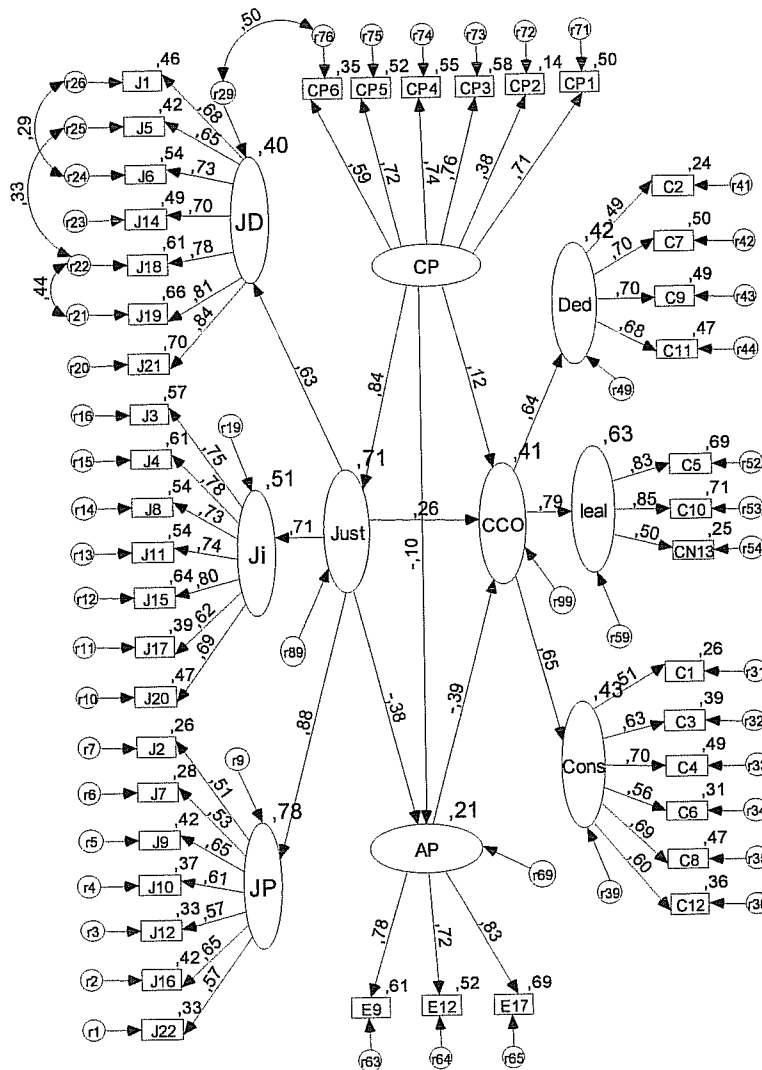 ,50
r76 r75 r74 r73 r72 r71
,35 ,52 ,55 ,58 ,14 ,50
CP6 CP5 CP4 CP3 CP2 CP1
,59 ,72 ,74 ,76 ,38 ,71
CP
r29
,40
JD
r26 J1 ,46 ,68
r25 J5 ,42 ,65
r24 J6 ,54 ,73
r23 J14 ,49 ,70
r22 J18 ,61 ,78
r21 J19 ,66 ,81
r20 J21 ,70 ,84
,29
,33
,44
,63
,84
-,10
,12
r19
,51
Ji
r16 J3 ,57 ,75
r15 J4 ,61 ,78
r14 J8 ,54 ,73
r13 J11 ,54 ,74
r12 J15 ,64 ,80
r11 J17 ,39 ,62
r10 J20 ,47 ,69
,71
,71
Just
r89
,26
,88
-,38
-,39
r9
,78
JP
r7 J2 ,26 ,51
r6 J7 ,28 ,53
r5 J9 ,42 ,65
r4 J10 ,37 ,61
r3 J12 ,33 ,57
r2 J16 ,42 ,65
r1 J22 ,33 ,57
,41
CCO
r99
,64
,79
,65
,42
Ded
r49
,49 C2 ,24 r41
,70 C7 ,50 r42
,70 C9 ,49 r43
,68 C11 ,47 r44
,63
leal
r59
,83 C5 ,69 r52
,85 C10 ,71 r53
,50 CN13 ,25 r54
,43
Cons
r39
,51 C1 ,26 r31
,63 C3 ,39 r32
,70 C4 ,49 r33
,56 C6 ,31 r34
,69 C8 ,47 r35
,60 C12 ,36 r36
,21
AP
r69
,78 ,72 ,83
,61 ,52 ,69
E9 E12 E17
r63 r64 r65